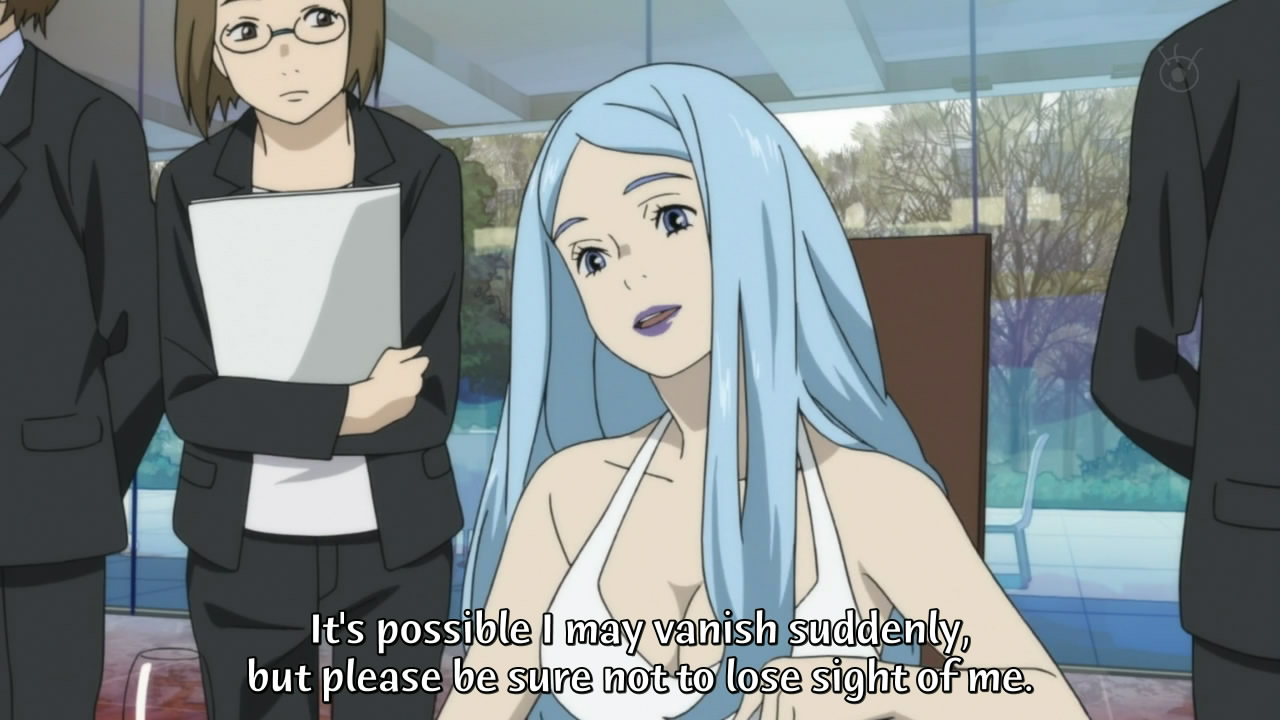 It's possible I may vanish suddenly,
but please be sure not to lose sight of me.